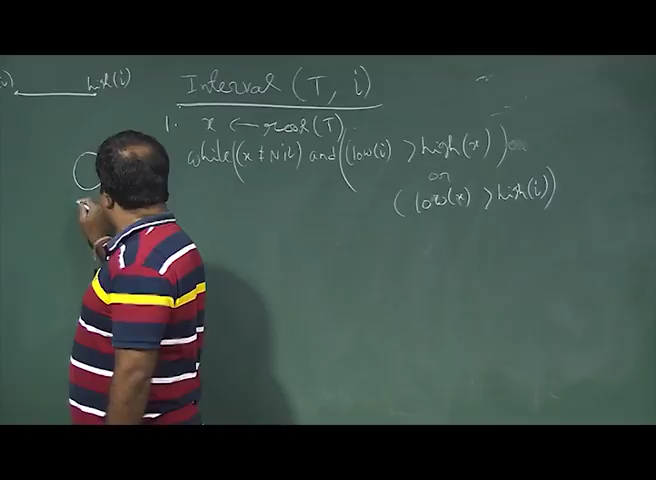 high(i)
Interval (T, i)
1. x ← root(T)
while((x ≠ Nil) and ((low(i) > high(x))
or
(low(x) > high(i)))